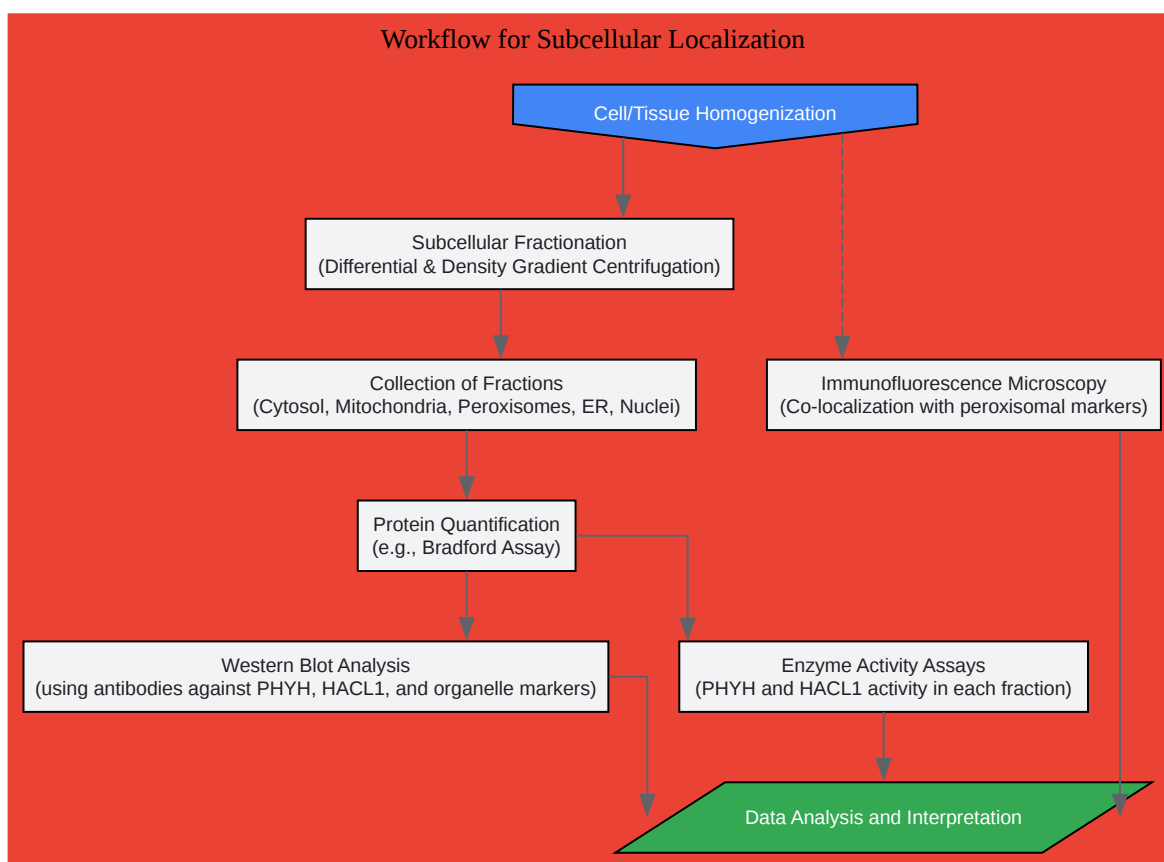 Workflow for Subcellular Localization
Cell/Tissue Homogenization
Subcellular Fractionation
(Differential & Density Gradient Centrifugation)
Collection of Fractions
(Cytosol, Mitochondria, Peroxisomes, ER, Nuclei)
Immunofluorescence Microscopy
(Co-localization with peroxisomal markers)
Protein Quantification
(e.g., Bradford Assay)
Western Blot Analysis
(using antibodies against PHYH, HACL1, and organelle markers)
Enzyme Activity Assays
(PHYH and HACL1 activity in each fraction)
Data Analysis and Interpretation